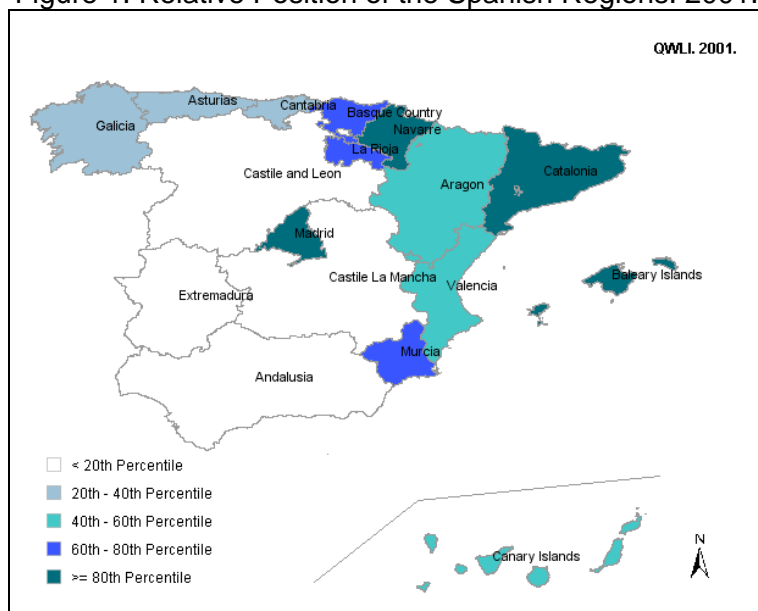 Figure 1. Relative Position of the Spanish Regions. 2001.
QWLI. 2001.
Asturias
Cantabria
Basque Country
Galicia
Navarre
La Rioja
Castile and Leon
Aragon
Catalonia
Madrid
Castile La Mancha
Baleary Islands
Valencia
Extremadura
Murcia
Andalusia
< 20th Percentile
20th - 40th Percentile
40th - 60th Percentile
60th - 80th Percentile
>= 80th Percentile
N
Canary Islands